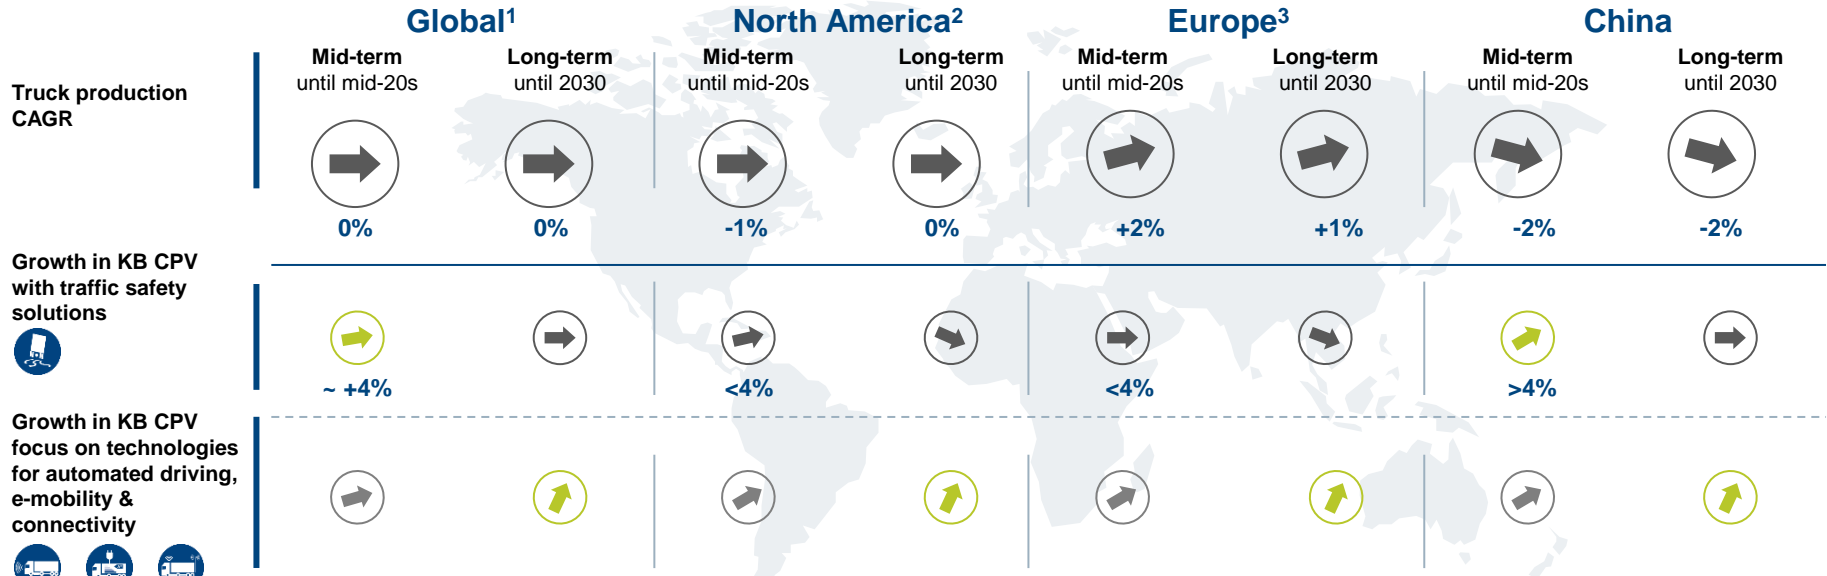 Global1
North America2
Europe3
China
Mid-term
until mid-20s
Long-term
until 2030
Mid-term
until mid-20s
Long-term
until 2030
Mid-term
until mid-20s
Long-term
until 2030
Mid-term
until mid-20s
Long-term
until 2030
Truck production
CAGR
0%
0%
-1%
0%
+2%
+1%
-2%
-2%
Growth in KB CPV
with traffic safety
solutions
~ +4%
<4%
<4%
>4%
Growth in KB CPV
focus on technologies
for automated driving,
e-mobility &
connectivity